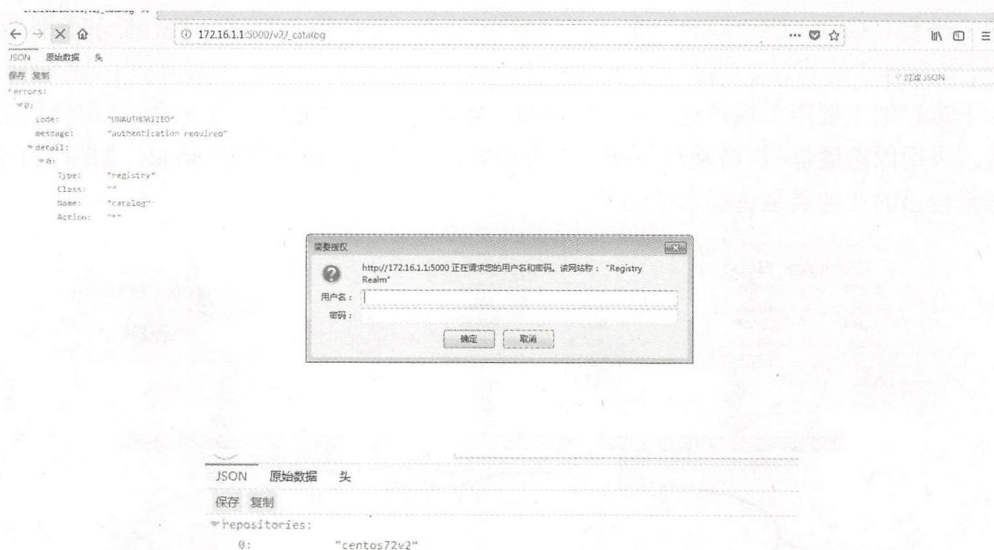 172.16.1.1:5000/v2/_catalog
JSON 原始数据 头
保存 复制
过滤 JSON
errors:
0:
code: "UNAUTHORIZED"
message: "authentication required"
detail:
0:
Type: "registry"
Class: ""
Name: "catalog"
Action: "*"
需要授权
http://172.16.1.1:5000 正在请求您的用户名和密码。该网站称： "Registry
Realm"
用户名：
密码：
确定 取消
JSON 原始数据 头
保存 复制
repositories:
0: "centos72v2"